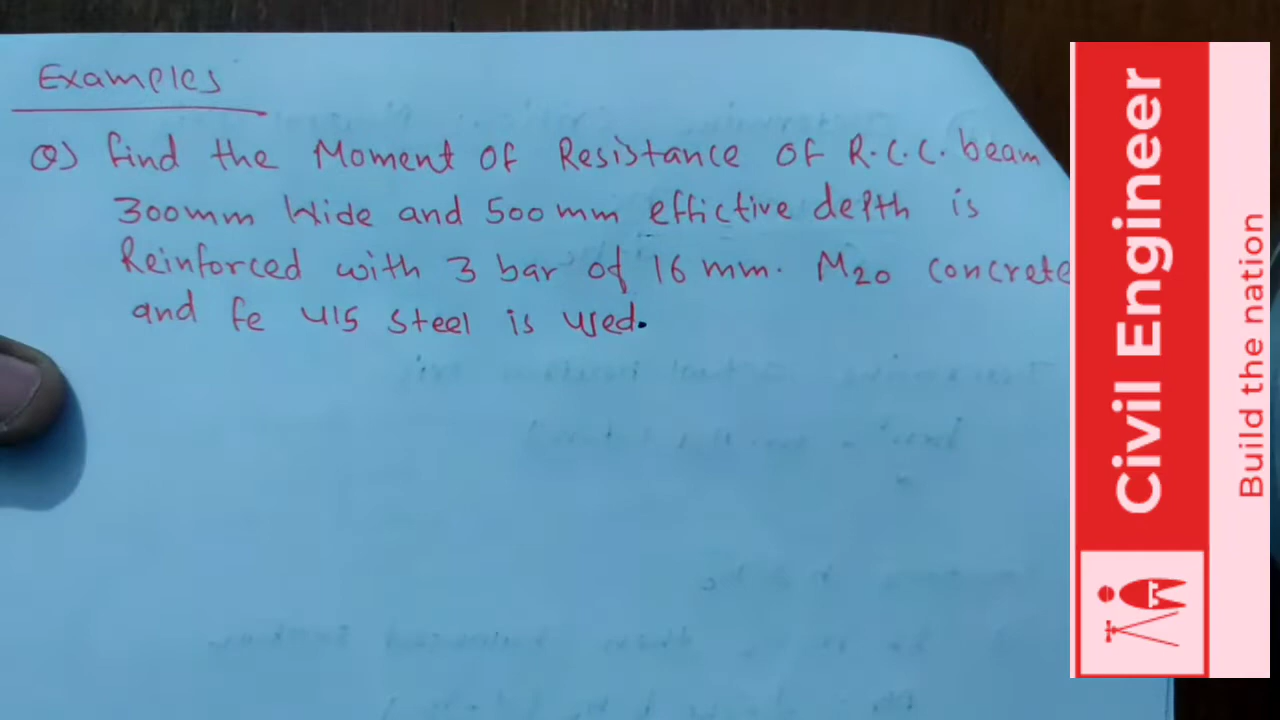 Examples
Q) find the Moment of Resistance of R.C.C. beam
300mm Wide and 500mm effictive depth is
Reinforced with 3 bar of 16 mm. M20 concrete
and fe 415 Steel is used.
Civil Engineer
Build the nation